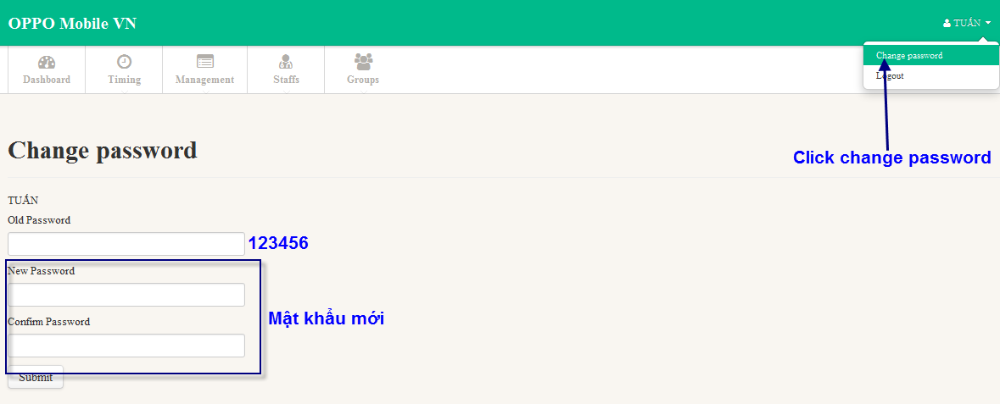 OPPO Mobile VN
TUẤN
Dashboard
Timing
Management
Staffs
Groups
Change password
Logout
Change password
Click change password
TUẤN
Old Password
123456
New Password
Mật khẩu mới
Confirm Password
Submit